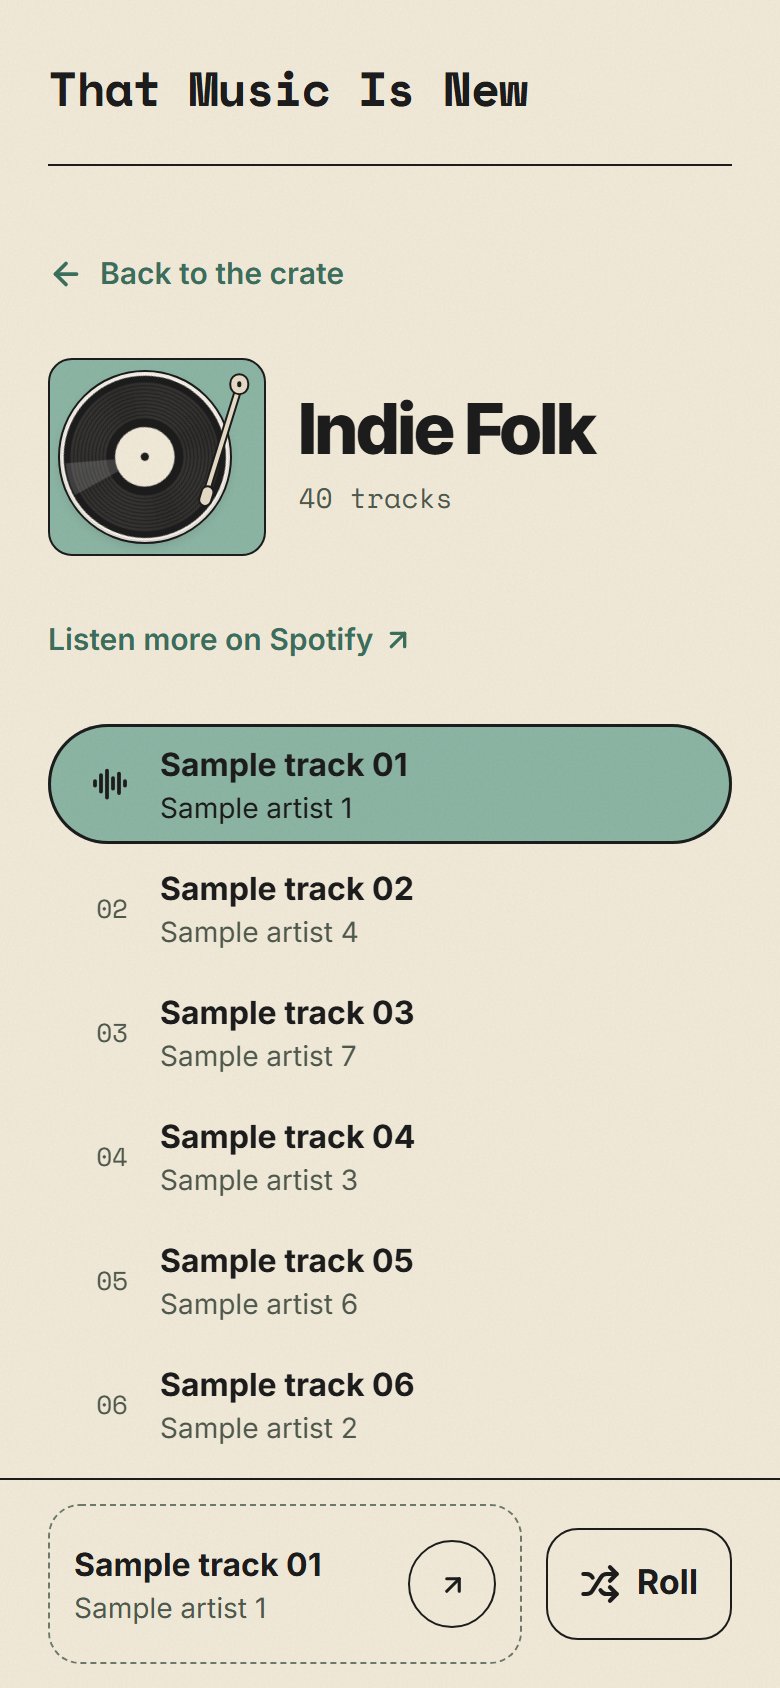 That Music Is New
Back to the crate
Indie Folk
40 tracks
Listen more on Spotify
Sample track 01
Sample artist 1
02
Sample track 02
Sample artist 4
03
Sample track 03
Sample artist 7
04
Sample track 04
Sample artist 3
05
Sample track 05
Sample artist 6
06
Sample track 06
Sample artist 2
Sample track 01
Sample artist 1
Roll